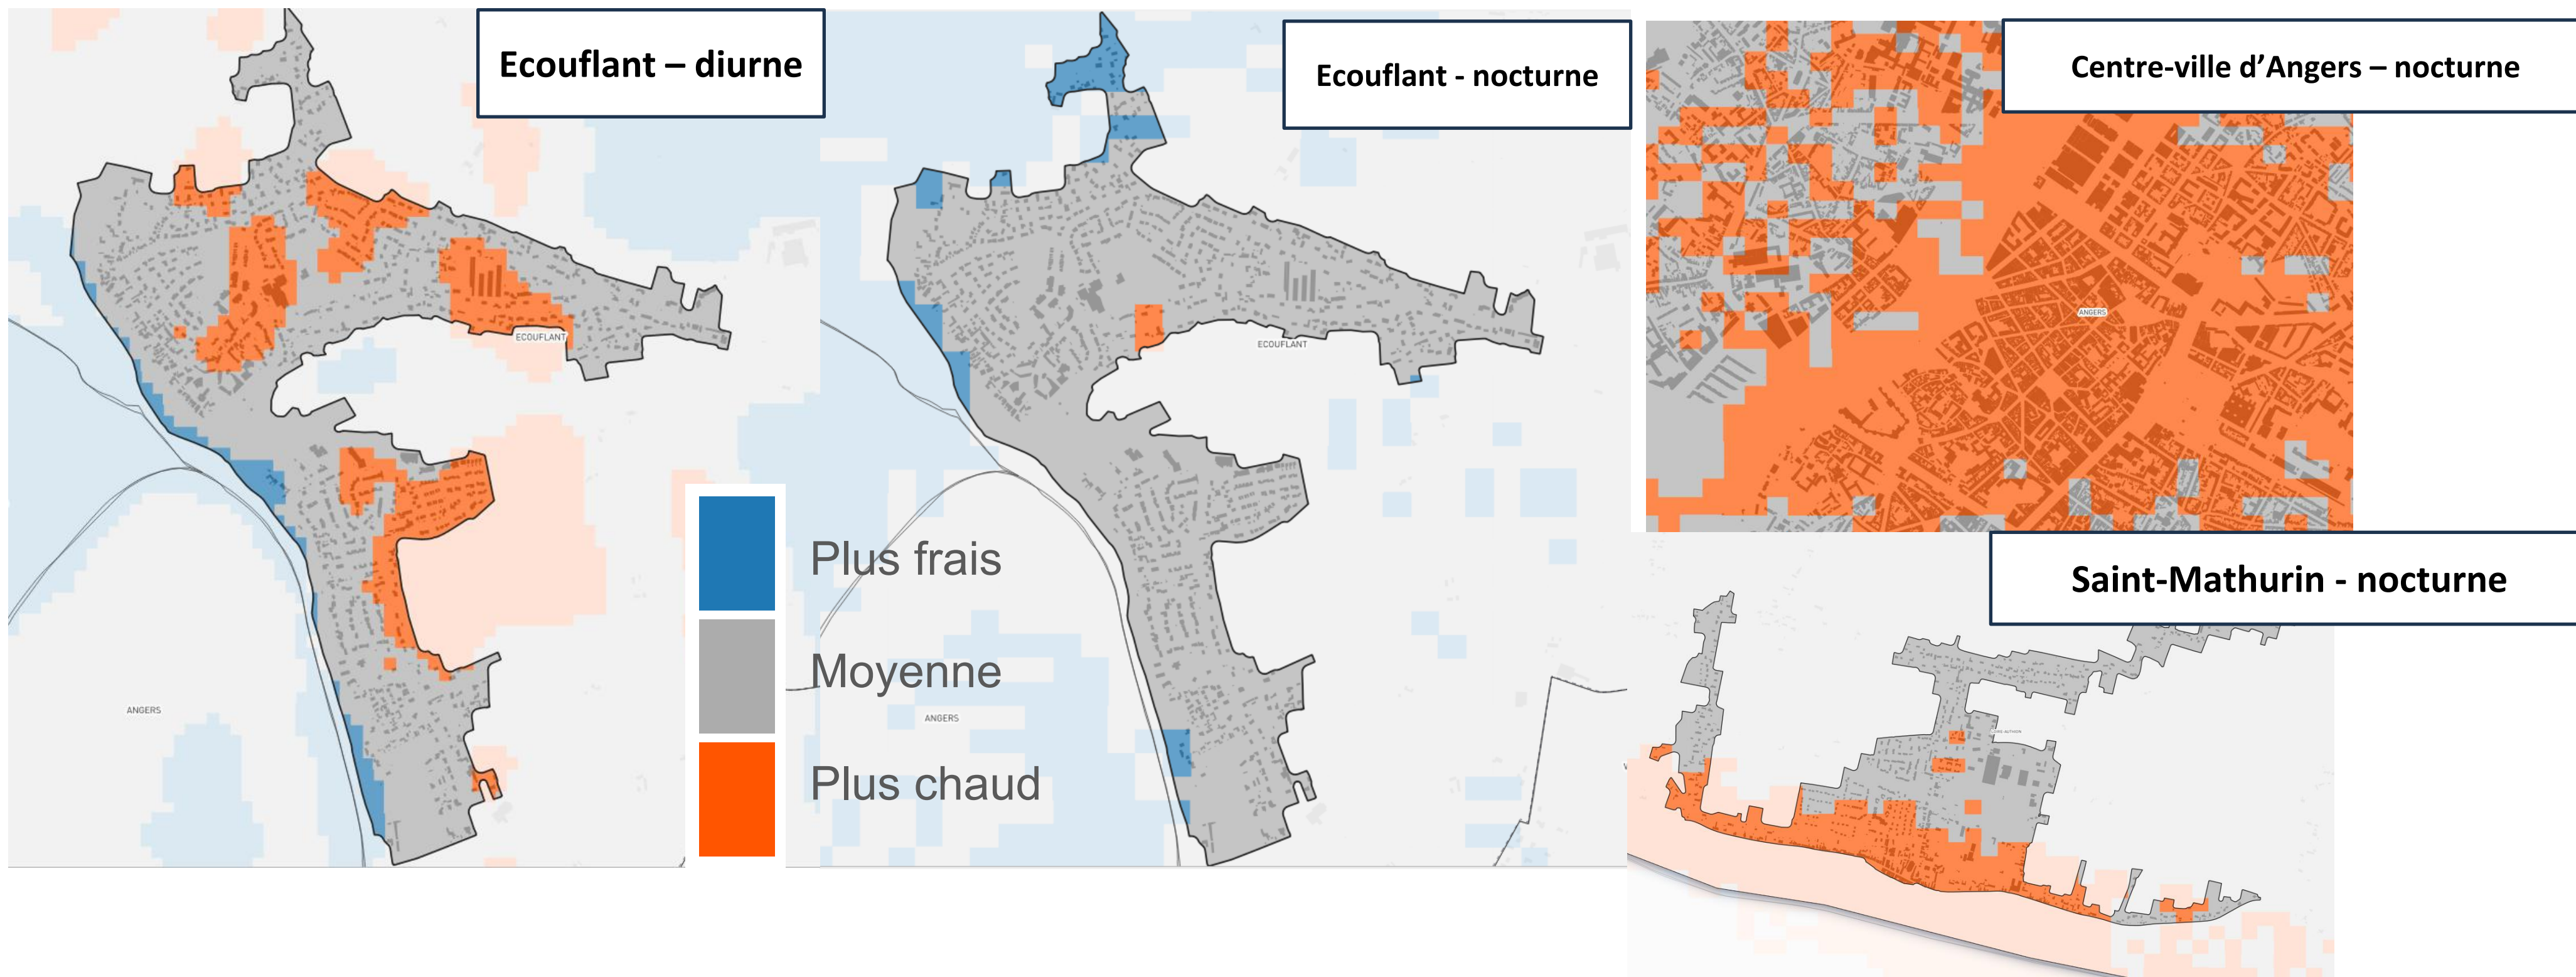 Ecouflant – diurne
Ecouflant - nocturne
Centre-ville d’Angers – nocturne
ECOUFLANT
ANGERS
ECOUFLANT
ANGERS
ANGERS
Plus frais
Moyenne
Plus chaud
Saint-Mathurin - nocturne